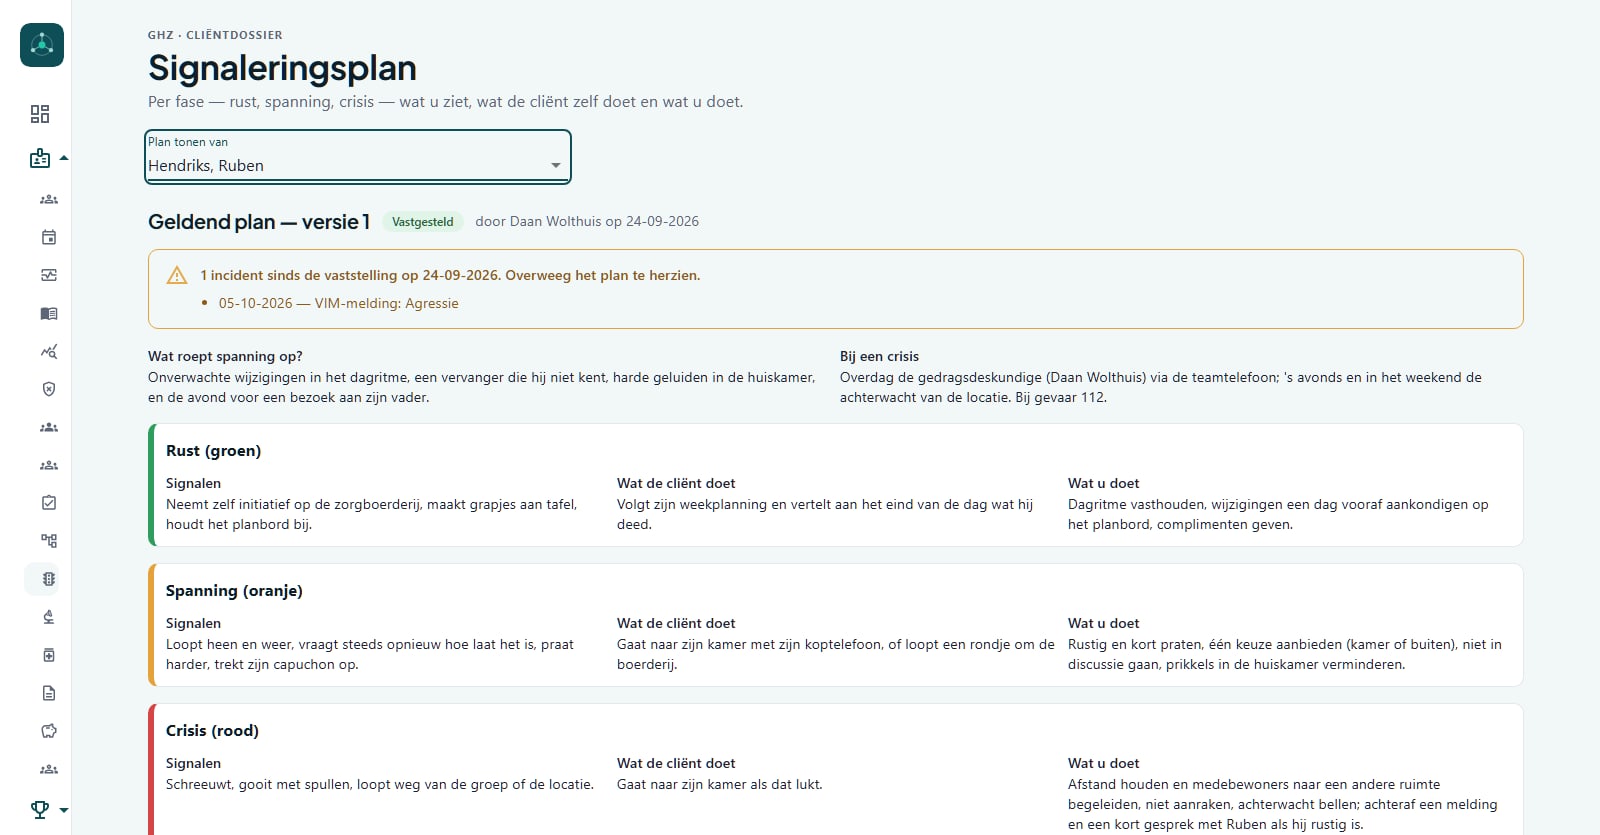 GHZ · CLIËNTDOSSIER
Signaleringsplan
Per fase — rust, spanning, crisis — wat u ziet, wat de cliënt zelf doet en wat u doet.
Plan tonen van
Hendriks, Ruben
Geldend plan — versie 1 Vastgesteld door Daan Wolthuis op 24-09-2026
1 incident sinds de vaststelling op 24-09-2026. Overweeg het plan te herzien.
• 05-10-2026 — VIM-melding: Agressie
Wat roept spanning op?
Onverwachte wijzigingen in het dagritme, een vervanger die hij niet kent, harde geluiden in de huiskamer,
en de avond voor een bezoek aan zijn vader.
Bij een crisis
Overdag de gedragsdeskundige (Daan Wolthuis) via de teamtelefoon; 's avonds en in het weekend de
achterwacht van de locatie. Bij gevaar 112.
Rust (groen)
Signalen
Neemt zelf initiatief op de zorgboerderij, maakt grapjes aan tafel,
houdt het planbord bij.
Wat de cliënt doet
Volgt zijn weekplanning en vertelt aan het eind van de dag wat hij
deed.
Wat u doet
Dagritme vasthouden, wijzigingen een dag vooraf aankondigen op
het planbord, complimenten geven.
Spanning (oranje)
Signalen
Loopt heen en weer, vraagt steeds opnieuw hoe laat het is, praat
harder, trekt zijn capuchon op.
Wat de cliënt doet
Gaat naar zijn kamer met zijn koptelefoon, of loopt een rondje om de
boerderij.
Wat u doet
Rustig en kort praten, één keuze aanbieden (kamer of buiten), niet in
discussie gaan, prikkels in de huiskamer verminderen.
Crisis (rood)
Signalen
Schreeuwt, gooit met spullen, loopt weg van de groep of de locatie.
Wat de cliënt doet
Gaat naar zijn kamer als dat lukt.
Wat u doet
Afstand houden en medebewoners naar een andere ruimte
begeleiden, niet aanraken, achterwacht bellen; achteraf een melding
en een kort gesprek met Ruben als hij rustig is.